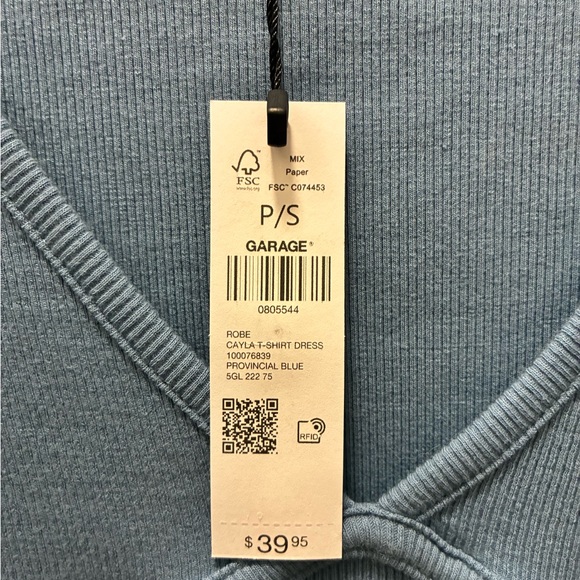 MIX
Paper
FSC™ C074453
FSC™
www.fsc.org
P/S
GARAGE®
0805544
ROBE
CAYLA T-SHIRT DRESS
100076839
PROVINCIAL BLUE
5GL 222 75
RFID
$39.95